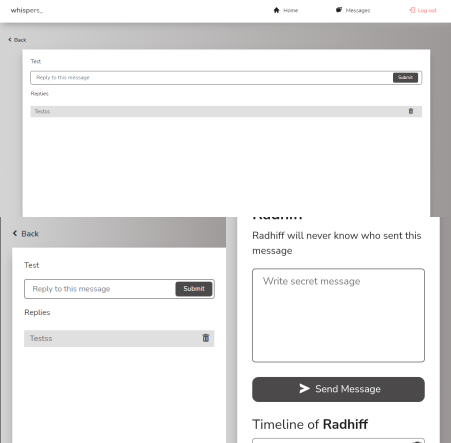 whispers_
Home
Messages
Log out
Back
Test
Reply to this message
Submit
Replies
Testss
Back
Test
Reply to this message
Submit
Replies
Testss
Radhiff
Radhiff will never know who sent this
message
Write secret message
Send Message
Timeline of Radhiff